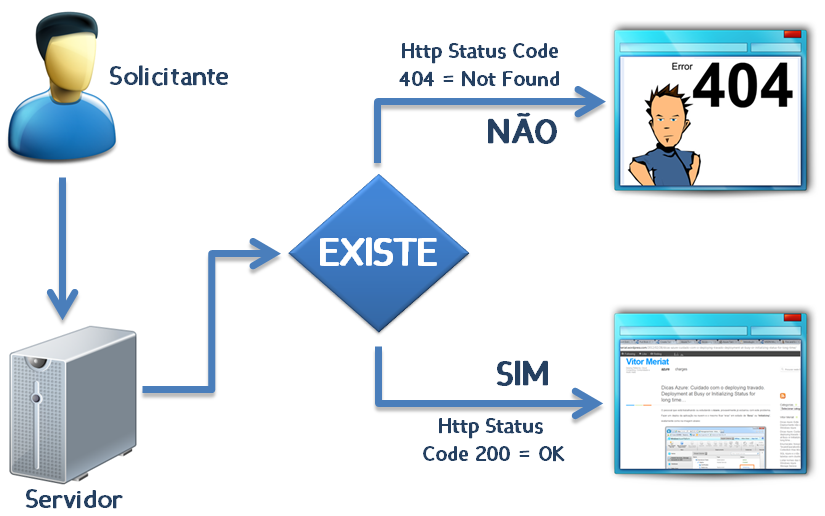 Solicitante
Http Status Code
404 = Not Found
NÃO
Error 404
EXISTE
SIM
Http Status
Code 200 = OK
Servidor
Vitor Meriat
Dicas Azure: Cuidado com o deploying travado.
Deployment at Busy or Initializing Status for
long time...